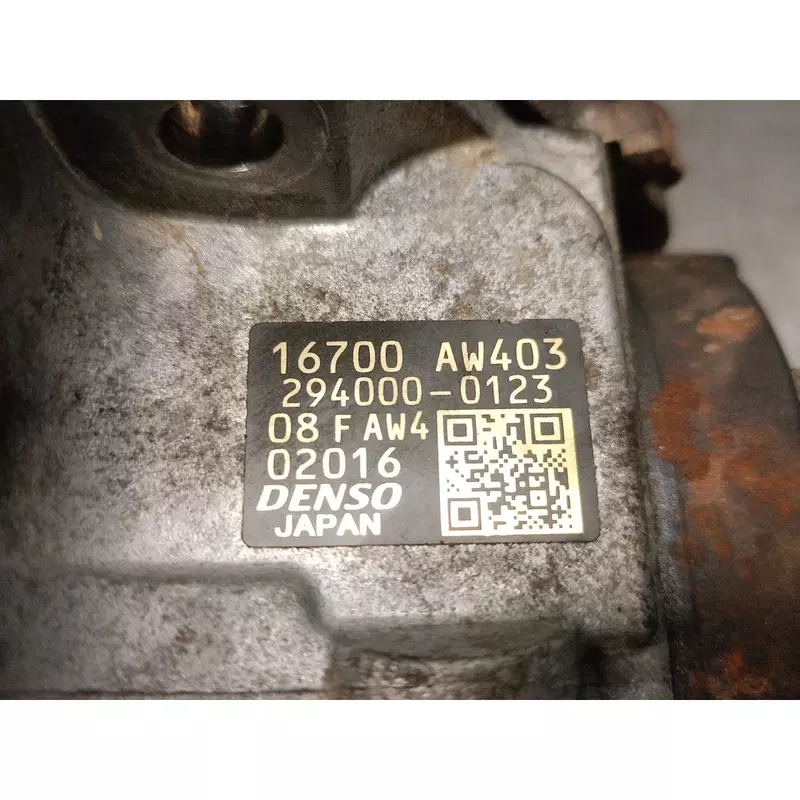 16700 AW403
294000-0123
08 F AW4
02016
DENSO
JAPAN